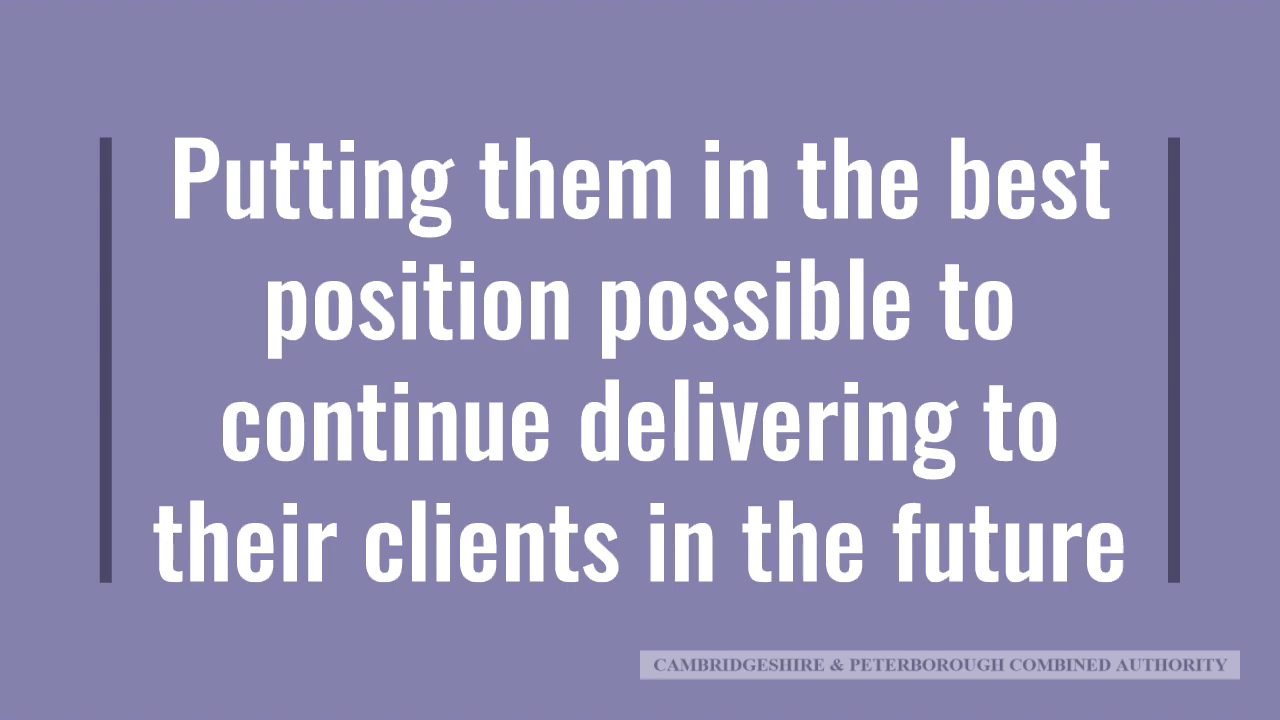 Putting them in the best
position possible to
continue delivering to
their clients in the future
CAMBRIDGESHIRE & PETERBOROUGH COMBINED AUTHORITY